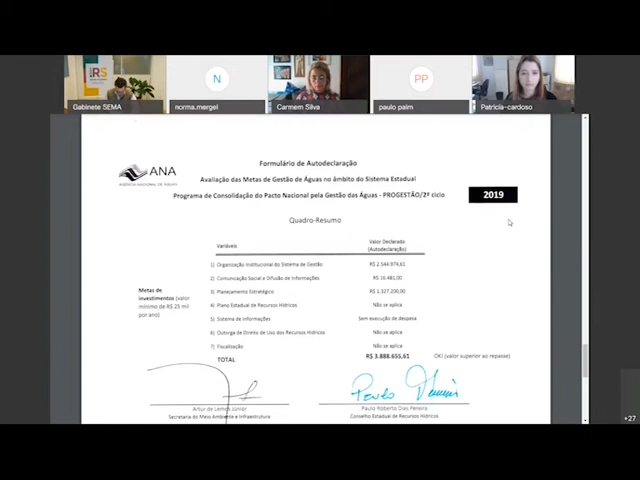 RS
N
PP
Gabinete SEMA
norma.mergel
Carmem Silva
paulo paim
Patricia-cardoso
ANA
AGÊNCIA NACIONAL DE ÁGUAS
Formulário de Autodeclaração
Avaliação das Metas de Gestão de Águas no âmbito do Sistema Estadual
Programa de Consolidação do Pacto Nacional pela Gestão das Águas - PROGESTÃO/2º ciclo
2019
Quadro-Resumo
Variáveis
Valor Declarado
(Autodeclaração)
Metas de
investimentos (valor
mínimo de R$ 25 mil
por ano)
1) Organização Institucional do Sistema de Gestão R$ 2.544.974,61
2) Comunicação Social e Difusão de Informações R$ 16.481,00
3) Planejamento Estratégico R$ 1.327.200,00
4) Plano Estadual de Recursos Hídricos Não se aplica
5) Sistema de Informações Sem execução de despesa
6) Outorga de Direito de Uso dos Recursos Hídricos Não se aplica
7) Fiscalização Não se aplica
TOTAL R$ 3.888.655,61 OK! (valor superior ao repasse)
Artur de Lemos Júnior
Secretaria do Meio Ambiente e Infraestrutura
Paulo Roberto Dias Pereira
Conselho Estadual de Recursos Hídricos
+27